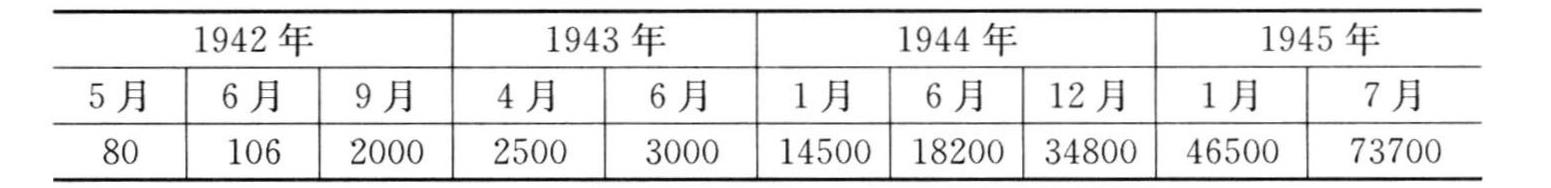 1942 年 1943 年 1944 年 1945 年
5 月 6 月 9 月 4 月 6 月 1 月 6 月 12 月 1 月 7 月
80 106 2000 2500 3000 14500 18200 34800 46500 73700